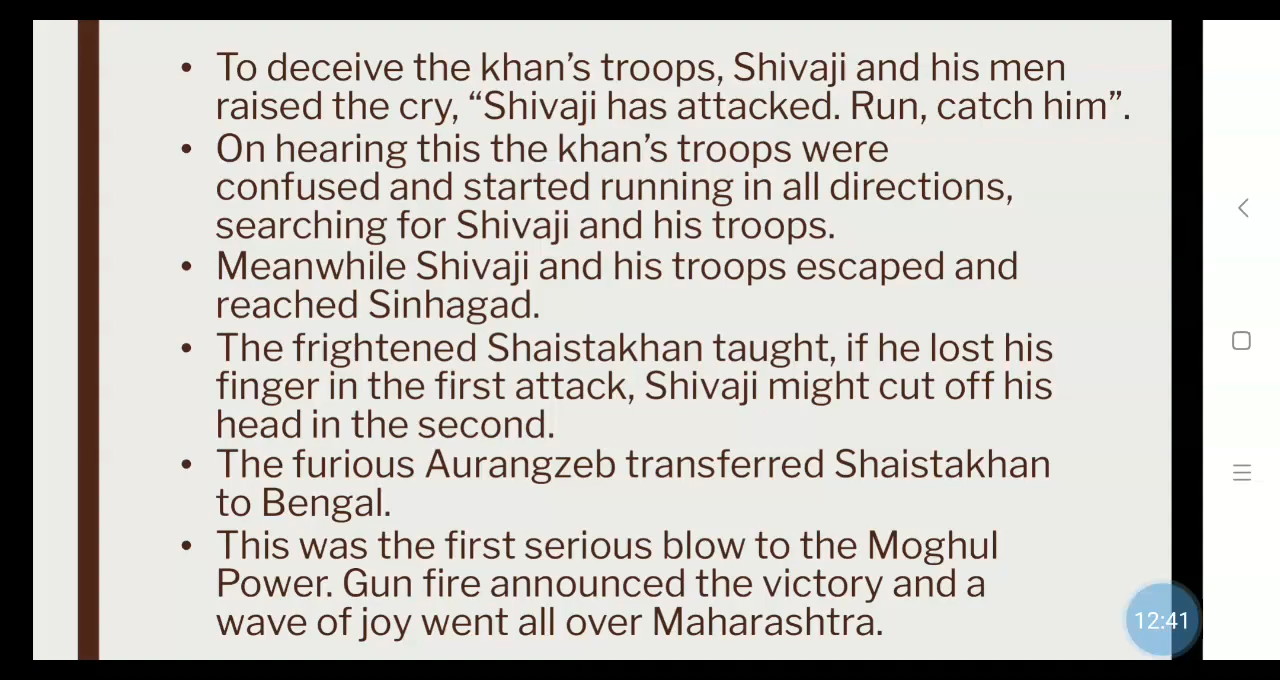 • To deceive the khan’s troops, Shivaji and his men
raised the cry, “Shivaji has attacked. Run, catch him”.
• On hearing this the khan’s troops were
confused and started running in all directions,
searching for Shivaji and his troops.
• Meanwhile Shivaji and his troops escaped and
reached Sinhagad.
• The frightened Shaistakhan taught, if he lost his
finger in the first attack, Shivaji might cut off his
head in the second.
• The furious Aurangzeb transferred Shaistakhan
to Bengal.
• This was the first serious blow to the Moghul
Power. Gun fire announced the victory and a
wave of joy went all over Maharashtra.
12:41